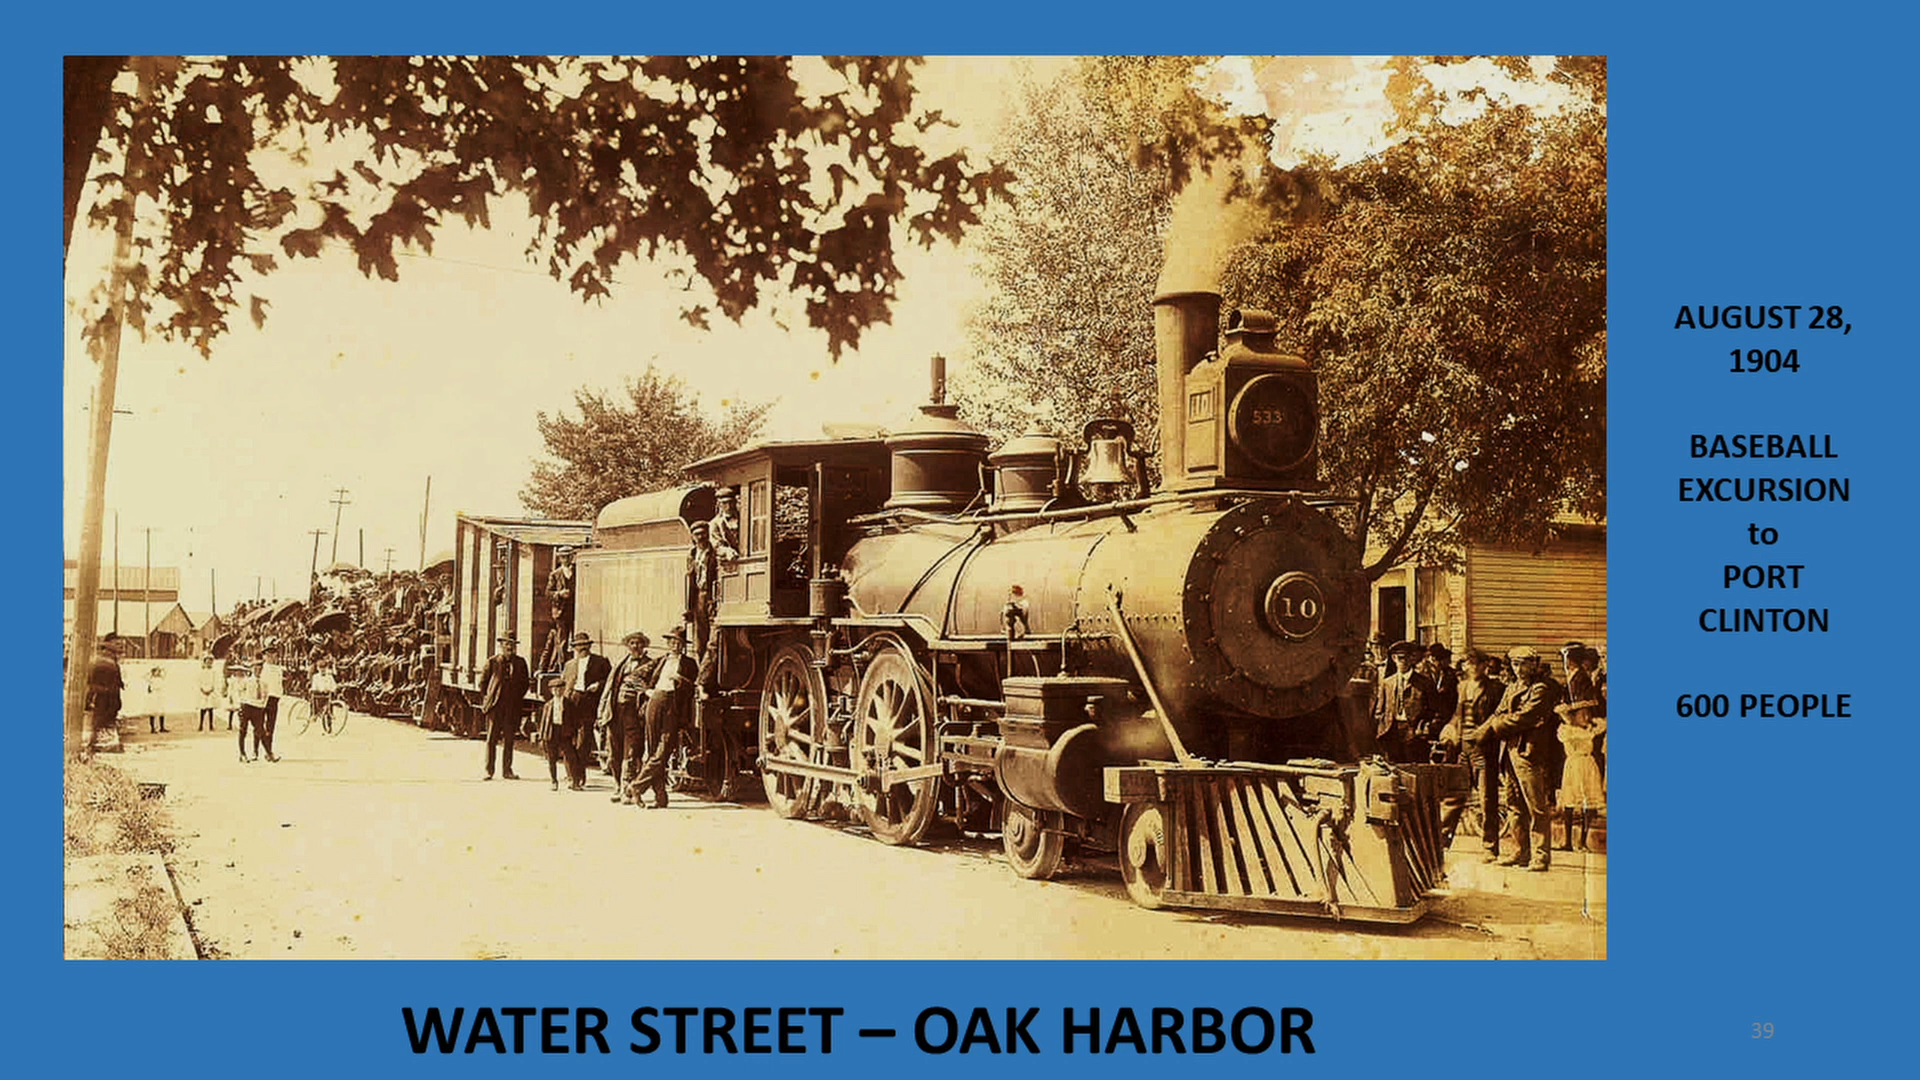 533
10
AUGUST 28,
1904
BASEBALL
EXCURSION
to
PORT
CLINTON
600 PEOPLE
WATER STREET – OAK HARBOR
39